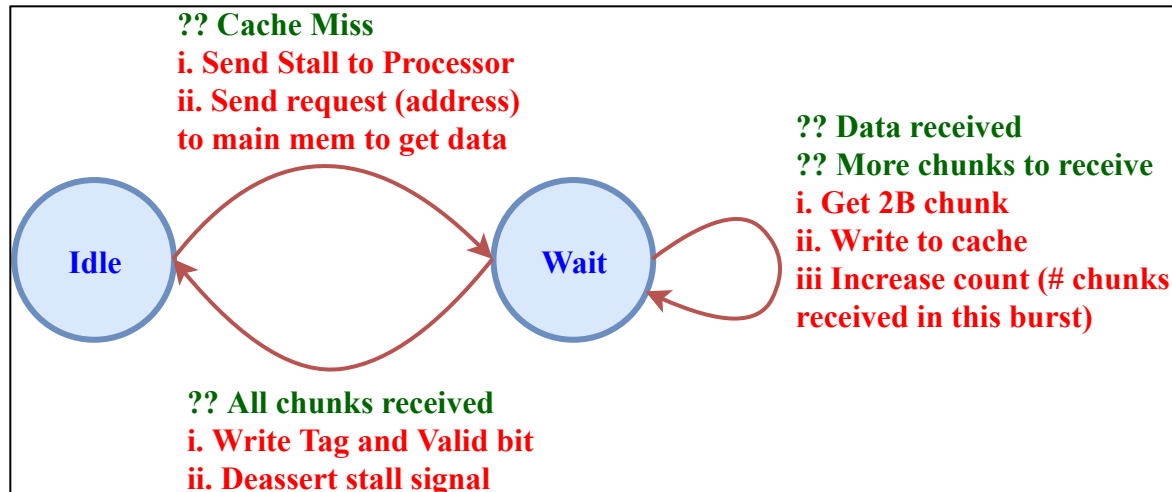 ?? Cache Miss
i. Send Stall to Processor
ii. Send request (address)
to main mem to get data
?? Data received
?? More chunks to receive
i. Get 2B chunk
ii. Write to cache
iii Increase count (# chunks
received in this burst)
Idle
Wait
?? All chunks received
i. Write Tag and Valid bit
ii. Deassert stall signal